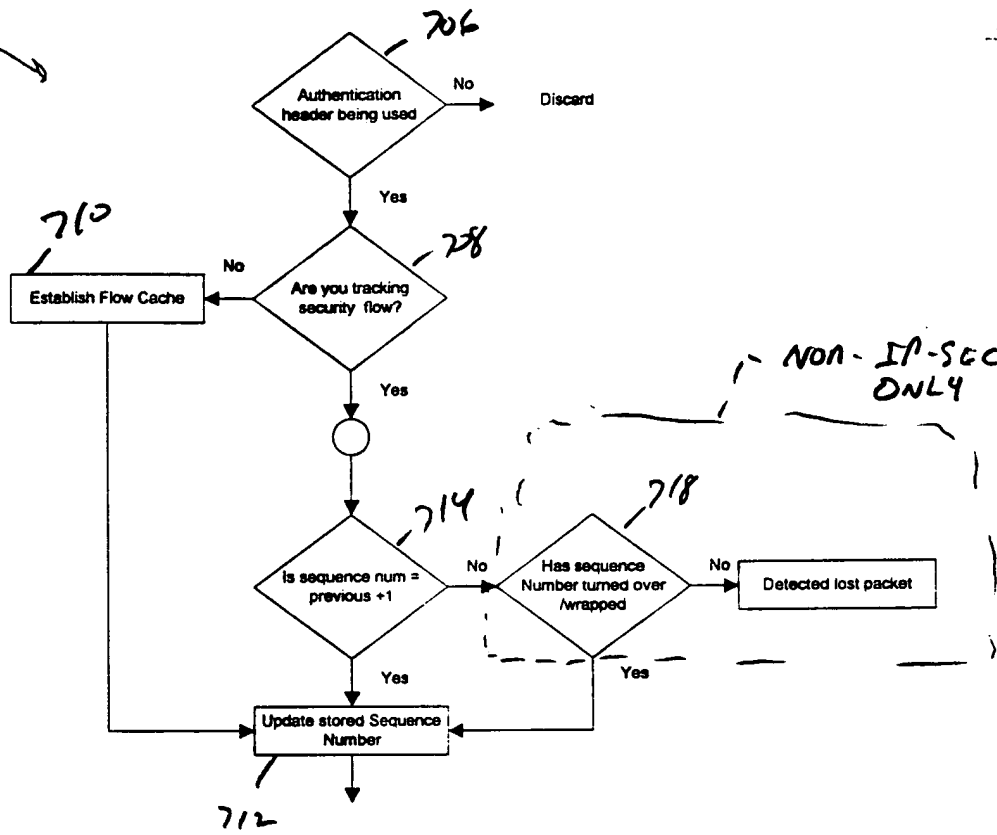 706
Authentication
header being used
No
Discard
Yes
710
708
No
Establish Flow Cache
Are you tracking
security flow?
NON-IP-SEC
ONLY
Yes
714
718
Is sequence num =
previous +1
No
Has sequence
Number turned over
/wrapped
No
Detected lost packet
Yes
Yes
Update stored Sequence
Number
712